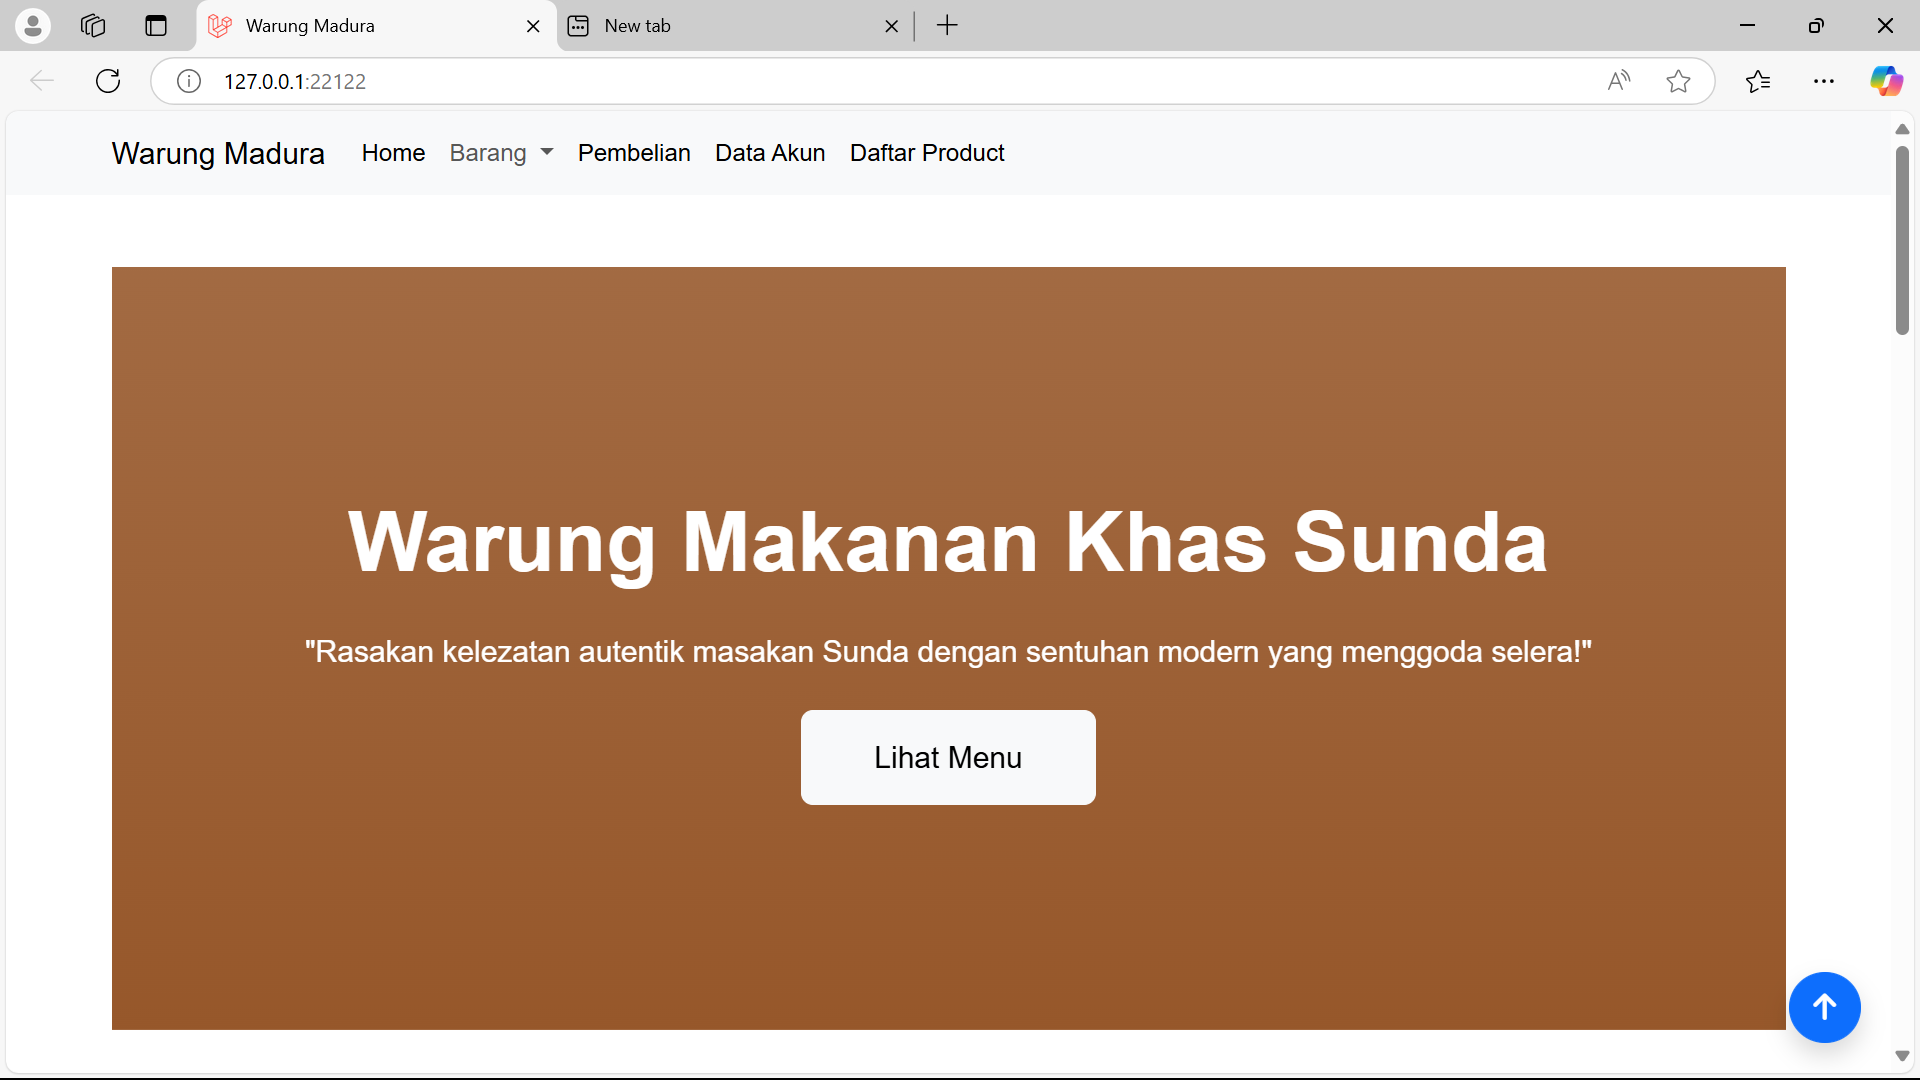 Warung Madura
New tab
127.0.0.1:22122
Warung Madura Home Barang Pembelian Data Akun Daftar Product
Warung Makanan Khas Sunda
"Rasakan kelezatan autentik masakan Sunda dengan sentuhan modern yang menggoda selera!"
Lihat Menu